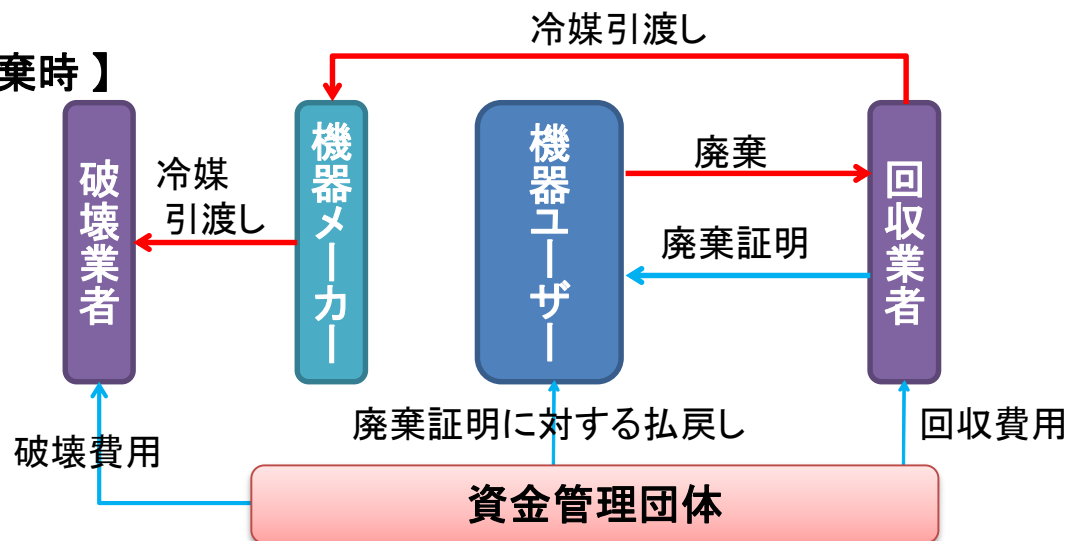 冷媒引渡し
棄時 】
破壊業者
冷媒
引渡し
機器メーカー
機器ユーザー
廃棄
廃棄証明
回収業者
破壊費用
廃棄証明に対する払戻し
回収費用
資金管理団体